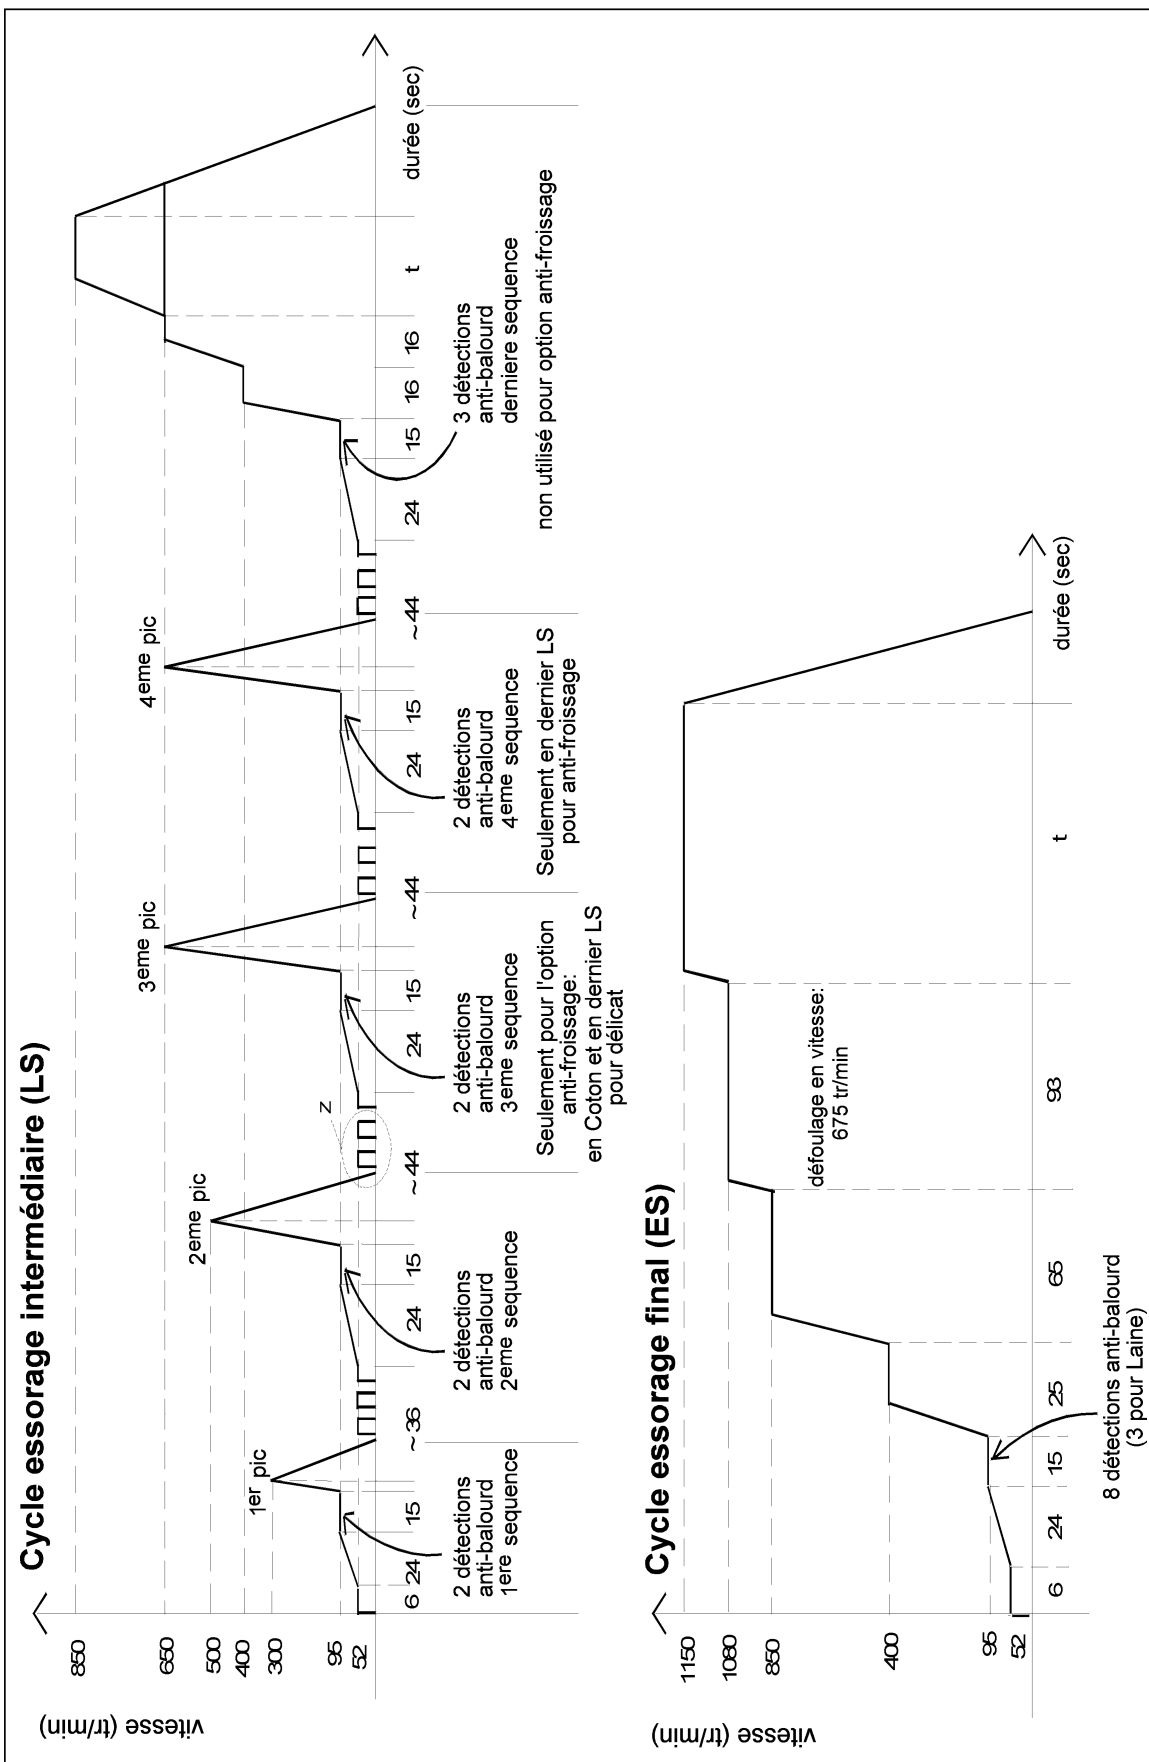 Cycle essorage intermédiaire (LS)
vitesse (tr/min)
850
650
500
400
300
95
52
1er pic
2eme pic
3eme pic
4eme pic
z
6
24
15
~36
24
15
~44
24
15
~44
24
15
~44
24
15
16
16
t
durée (sec)
2 détections
anti-balourd
1ere sequence
2 détections
anti-balourd
2eme sequence
2 détections
anti-balourd
3eme sequence
Seulement pour l'option
anti-froissage:
en Coton et en dernier LS
pour délicat
2 détections
anti-balourd
4eme sequence
Seulement en dernier LS
pour anti-froissage
3 détections
anti-balourd
derniere sequence
non utilisé pour option anti-froissage
Cycle essorage final (ES)
vitesse (tr/min)
1150
1080
850
400
95
52
défoulage en vitesse:
675 tr/min
6
24
15
25
65
93
t
durée (sec)
8 détections anti-balourd
(3 pour Laine)